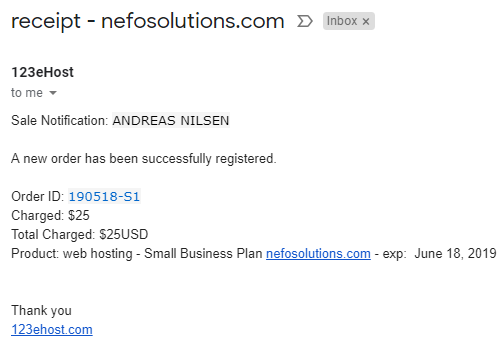 receipt - nefosolutions.com Inbox ×
123eHost
to me
Sale Notification: ANDREAS NILSEN
A new order has been successfully registered.
Order ID: 190518-S1
Charged: $25
Total Charged: $25USD
Product: web hosting - Small Business Plan nefosolutions.com - exp: June 18, 2019
Thank you
123ehost.com